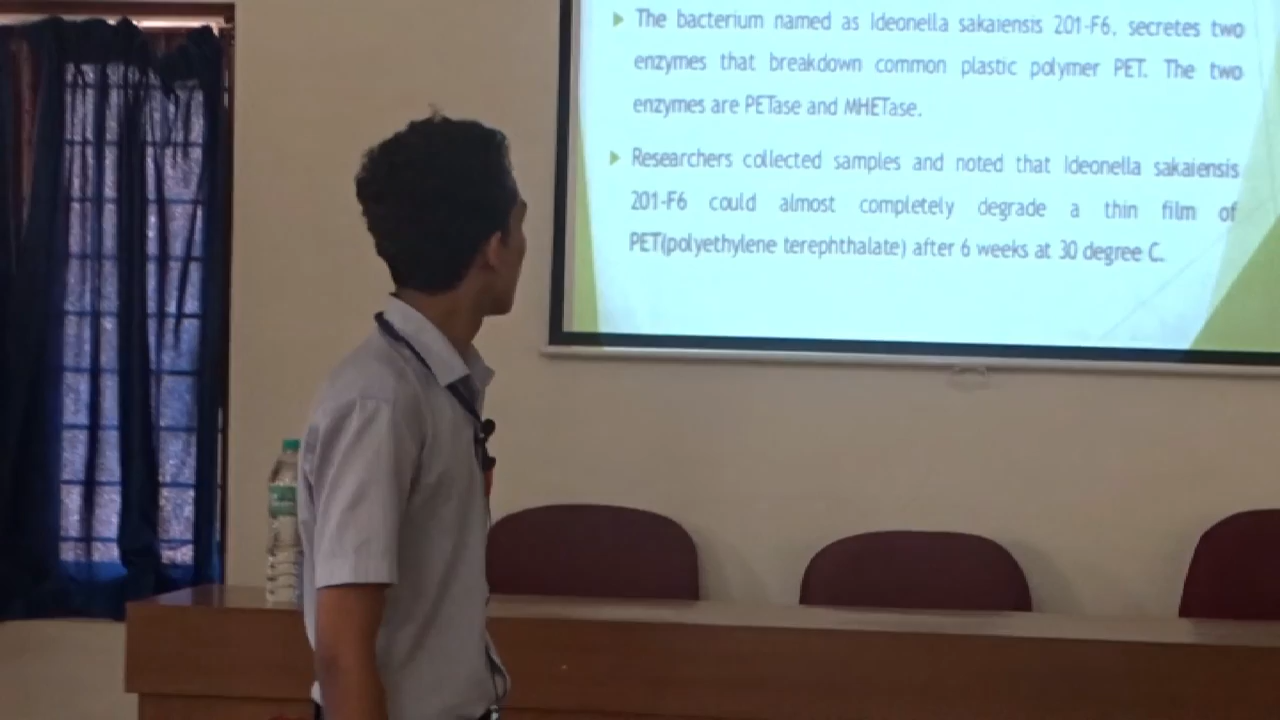 The bacterium named as Ideonella sakaiensis 201-F6, secretes two
enzymes that breakdown common plastic polymer PET. The two
enzymes are PETase and MHETase.
Researchers collected samples and noted that Ideonella sakaiensis
201-F6 could almost completely degrade a thin film of
PET(polyethylene terephthalate) after 6 weeks at 30 degree C.